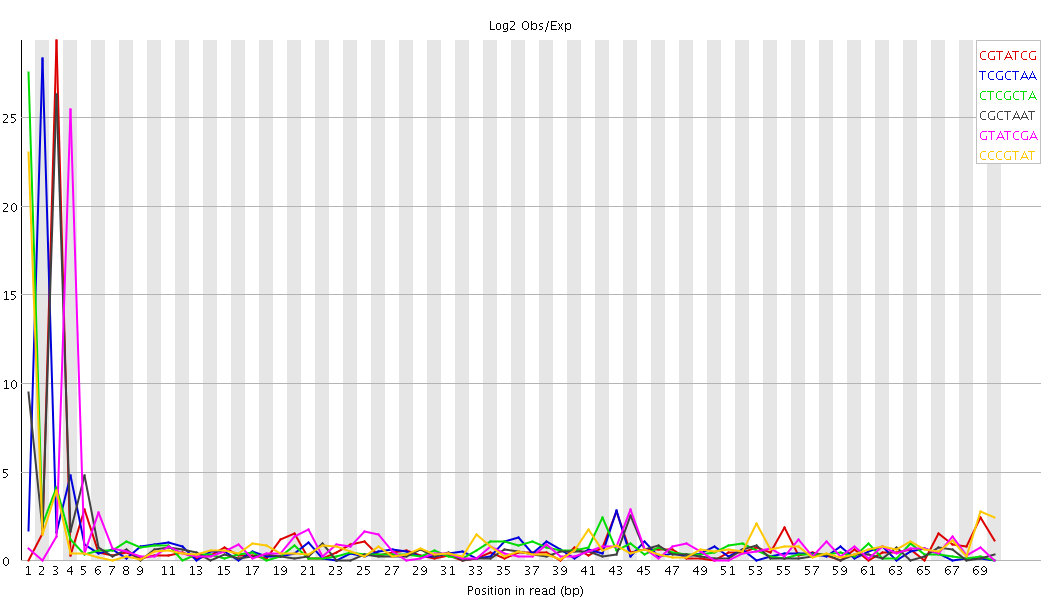 Log2 Obs/Exp
CGTATCG
TCGCTAA
CTCGCTA
CGCTAAT
GTATCGA
CCCGTAT
25
20
15
10
5
0
1 2 3 4 5 6 7 8 9 11 13 15 17 19 21 23 25 27 29 31 33 35 37 39 41 43 45 47 49 51 53 55 57 59 61 63 65 67 69
Position in read (bp)